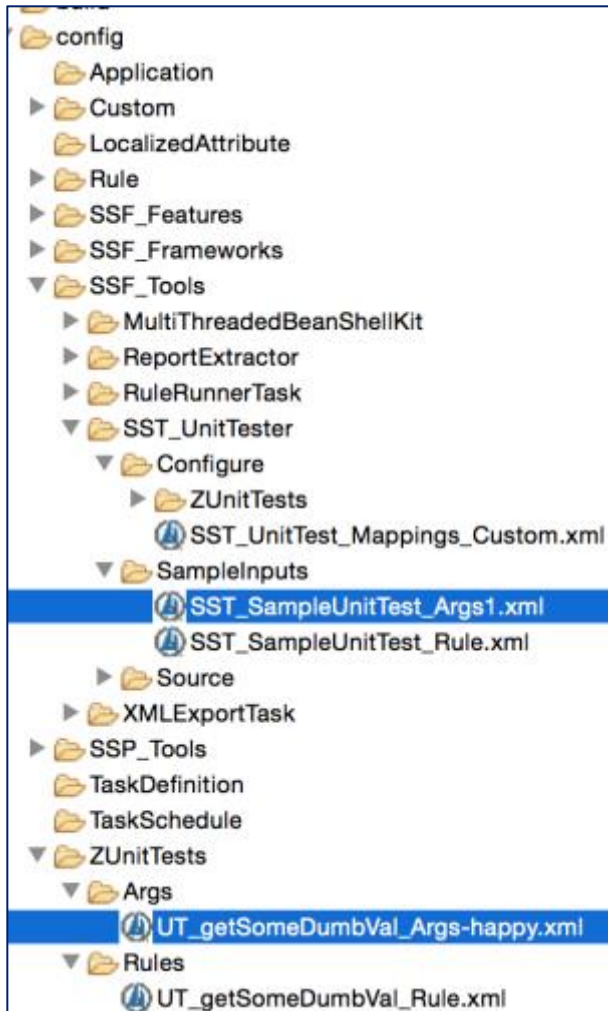 config
Application
Custom
LocalizedAttribute
Rule
SSF_Features
SSF_Frameworks
SSF_Tools
MultiThreadedBeanShellKit
ReportExtractor
RuleRunnerTask
SST_UnitTester
Configure
ZUnitTests
SST_UnitTest_Mappings_Custom.xml
SampleInputs
SST_SampleUnitTest_Args1.xml
SST_SampleUnitTest_Rule.xml
Source
XMLExportTask
SSP_Tools
TaskDefinition
TaskSchedule
ZUnitTests
Args
UT_getSomeDumbVal_Args-happy.xml
Rules
UT_getSomeDumbVal_Rule.xml